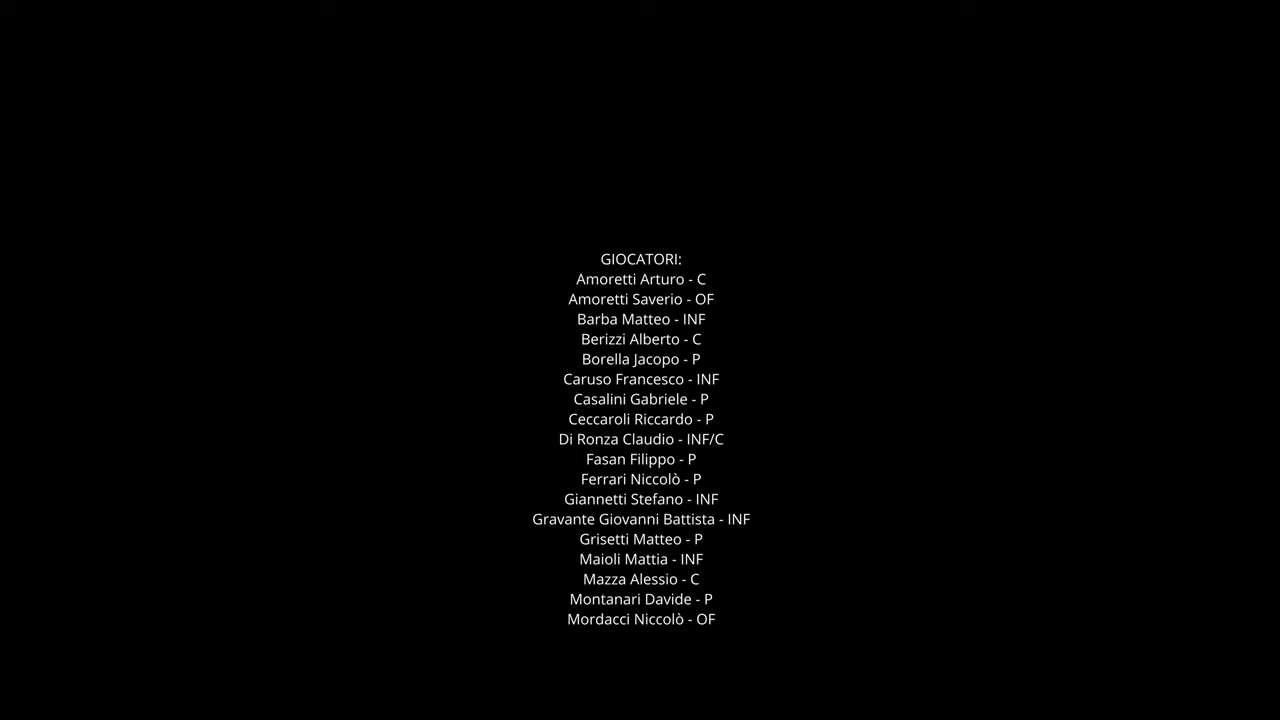 GIOCATORI:
Amoretti Arturo - C
Amoretti Saverio - OF
Barba Matteo - INF
Berizzi Alberto - C
Borella Jacopo - P
Caruso Francesco - INF
Casalini Gabriele - P
Ceccaroli Riccardo - P
Di Ronza Claudio - INF/C
Fasan Filippo - P
Ferrari Niccolò - P
Giannetti Stefano - INF
Gravante Giovanni Battista - INF
Grisetti Matteo - P
Maioli Mattia - INF
Mazza Alessio - C
Montanari Davide - P
Mordacci Niccolò - OF